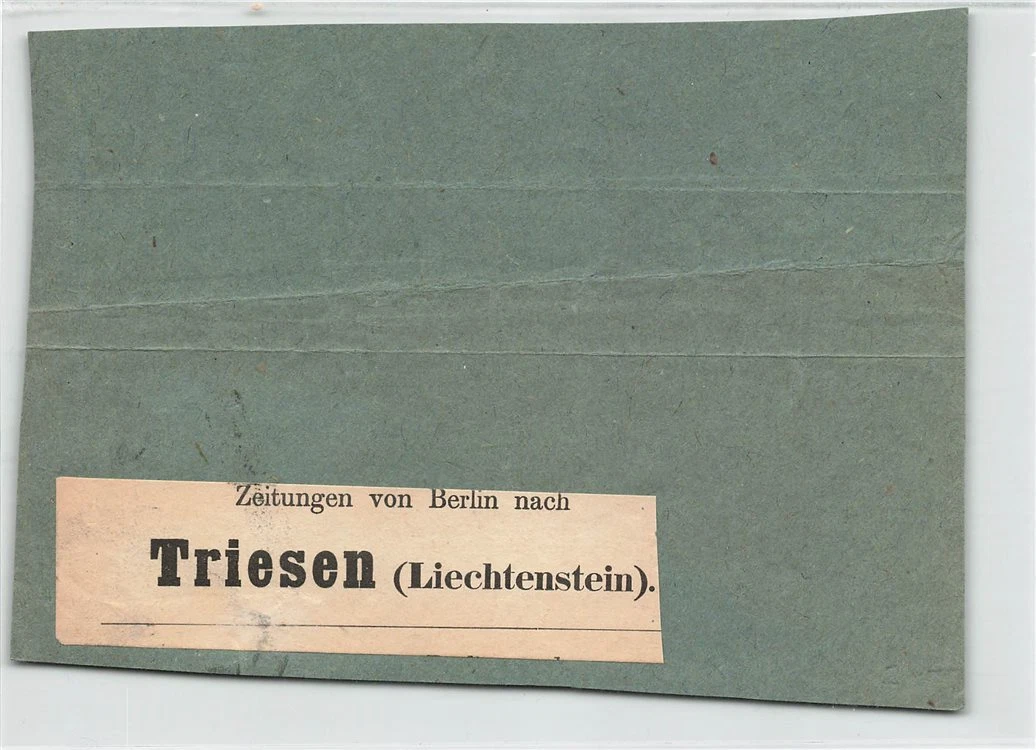 Zeitungen von Berlin nach
Triesen (Liechtenstein).